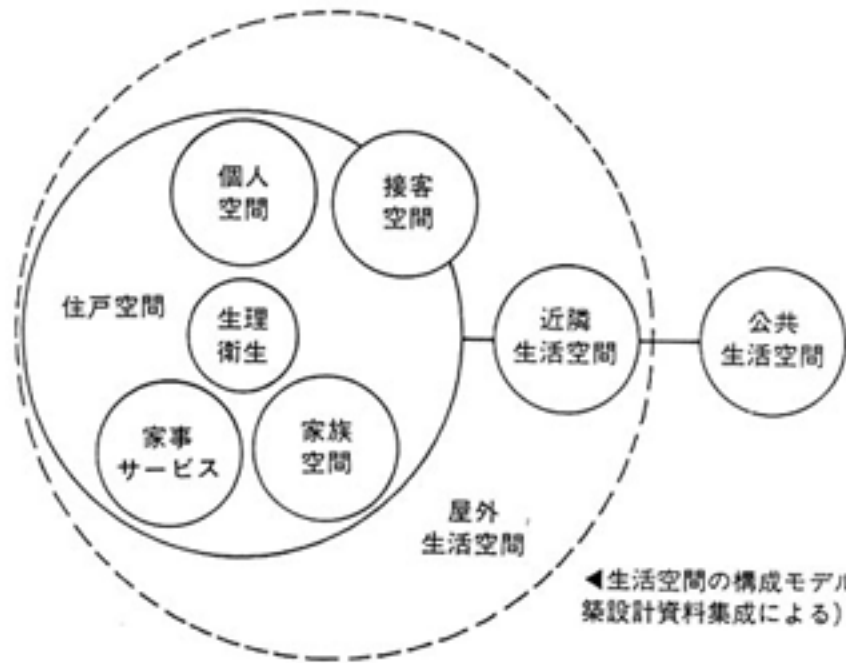 個人
空間
接客
空間
住戸空間
生理
衛生
近隣
生活空間
公共
生活空間
家事
サービス
家族
空間
屋外
生活空間
◀生活空間の構成モデル
築設計資料集成による)